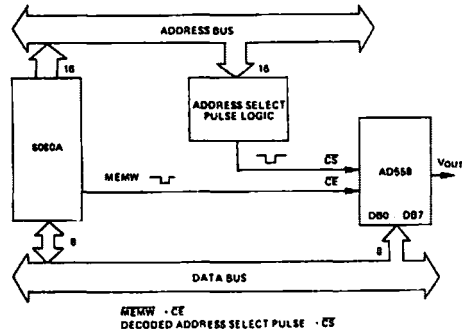 ADDRESS BUS
16
16
8080A
ADDRESS SELECT
PULSE LOGIC
MEMW
CS
CE
AD558
VOUT
DB0 DB7
8
8
DATA BUS
MEMW · CE
DECODED ADDRESS SELECT PULSE · CS